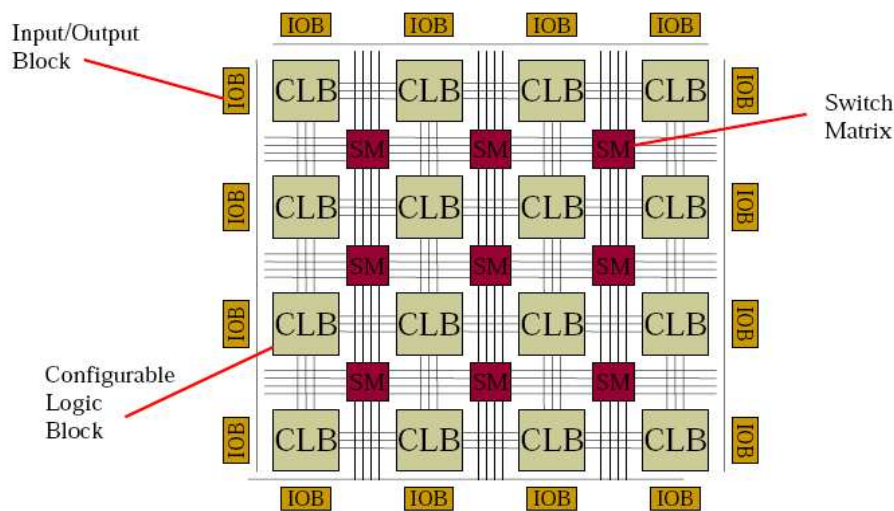 IOB IOB IOB IOB
Input/Output
Block
IOB CLB CLB CLB CLB IOB
Switch
Matrix
SM SM SM
IOB CLB CLB CLB CLB IOB
SM SM SM
IOB CLB CLB CLB CLB IOB
Configurable
Logic
Block
SM SM SM
IOB CLB CLB CLB CLB IOB
IOB IOB IOB IOB